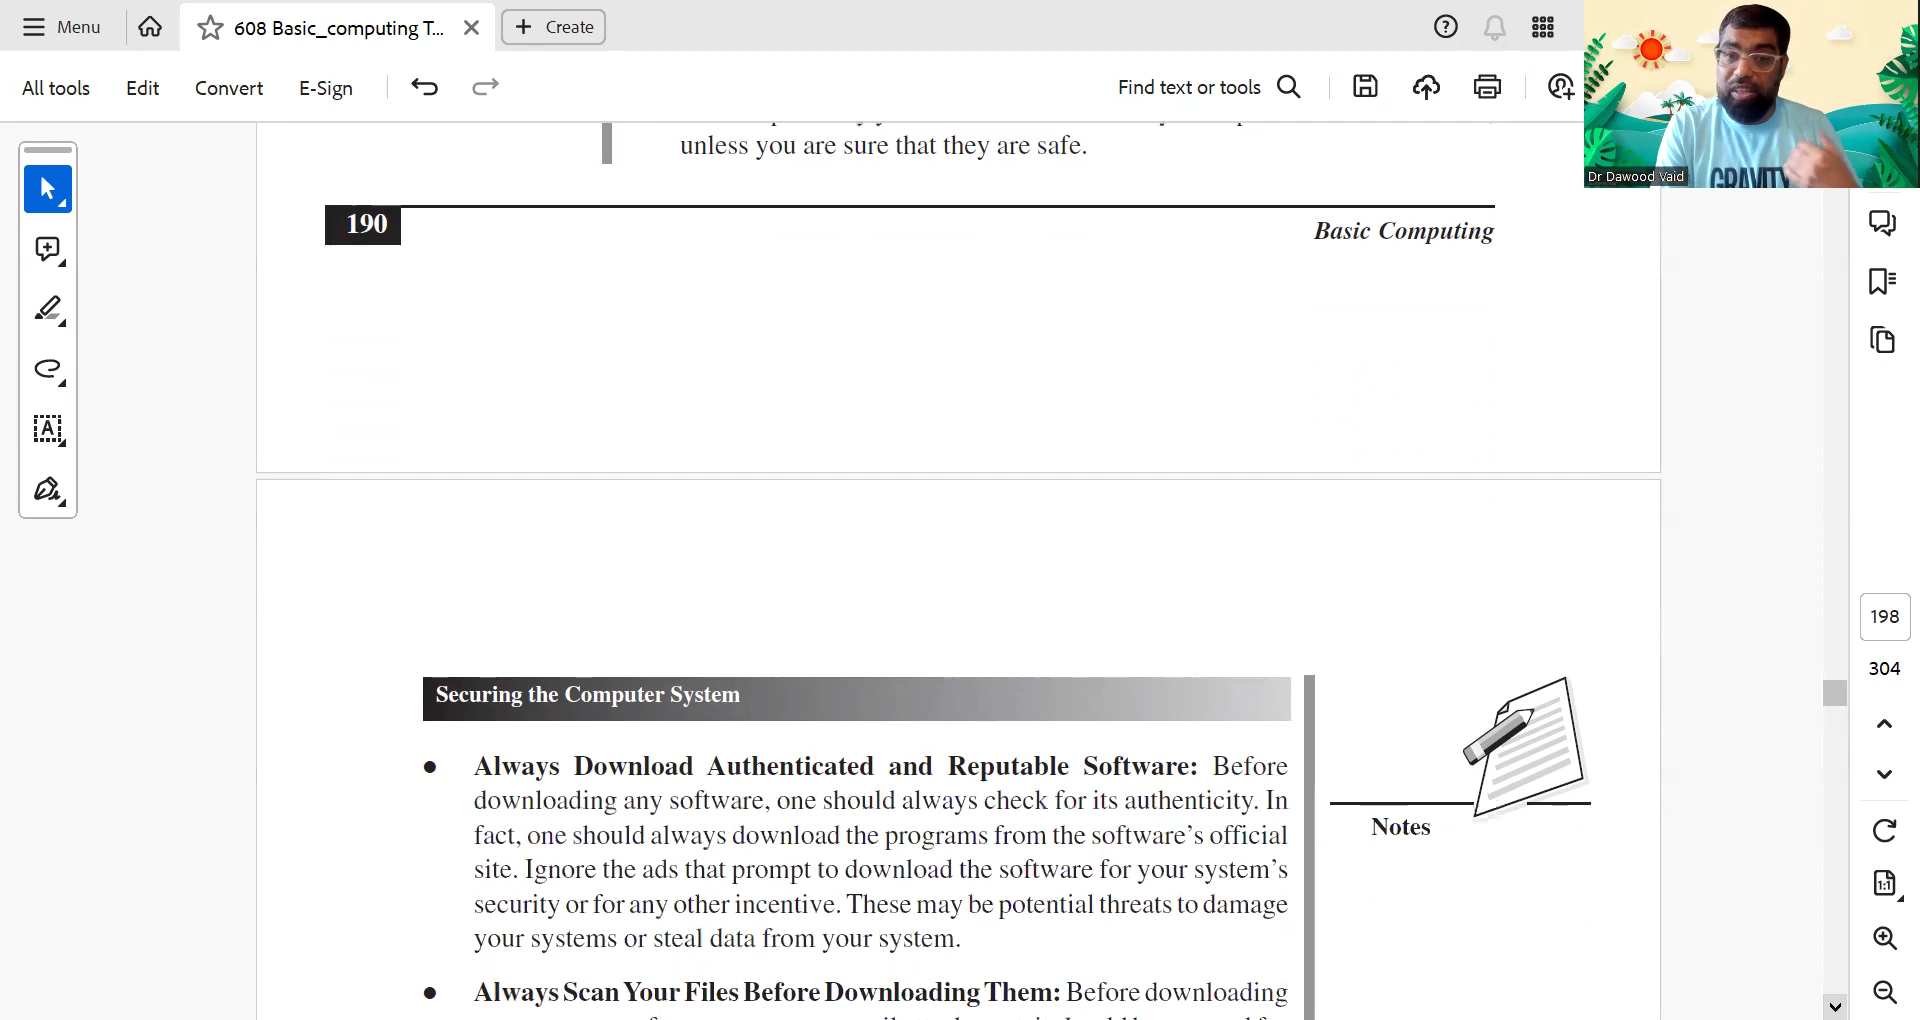 Menu
608 Basic_computing T...
Create
All tools
Edit
Convert
E-Sign
Find text or tools
unless you are sure that they are safe.
Dr Dawood Vaid
GRAVITY
190
Basic Computing
198
304
Securing the Computer System
Notes
• Always Download Authenticated and Reputable Software: Before
downloading any software, one should always check for its authenticity. In
fact, one should always download the programs from the software's official
site. Ignore the ads that prompt to download the software for your system's
security or for any other incentive. These may be potential threats to damage
your systems or steal data from your system.
• Always Scan Your Files Before Downloading Them: Before downloading